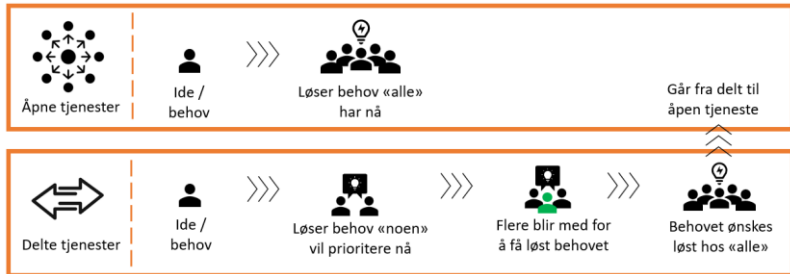 Åpne tjenester
Ide /
behov
Løser behov «alle»
har nå
Går fra delt til
åpen tjeneste
Delte tjenester
Ide /
behov
Løser behov «noen»
vil prioritere nå
Flere blir med for
å få løst behovet
Behovet ønskes
løst hos «alle»